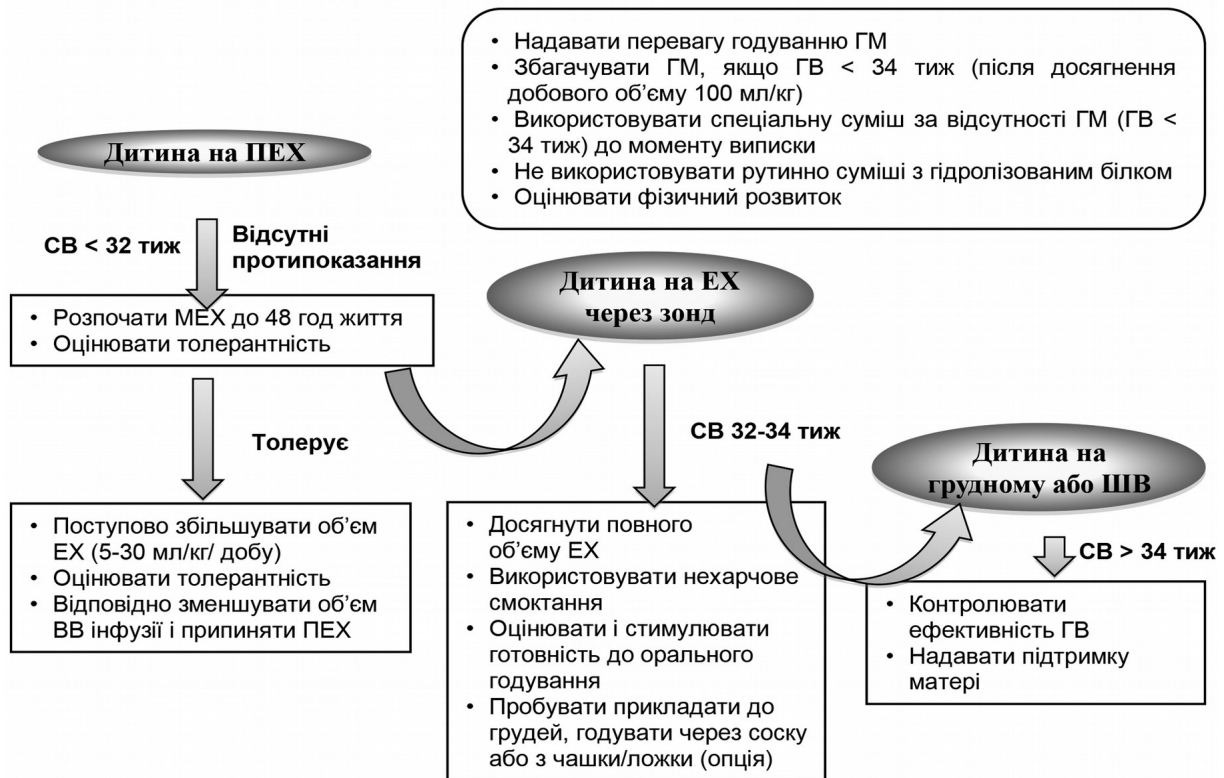 • Надавати перевагу годуванню ГМ
• Збагачувати ГМ, якщо ГВ < 34 тиж (після досягнення
добового об’єму 100 мл/кг)
• Використовувати спеціальну суміш за відсутності ГМ (ГВ <
34 тиж) до моменту виписки
• Не використовувати рутинно суміші з гідролізованим білком
• Оцінювати фізичний розвиток
Дитина на ПЕХ
СВ < 32 тиж
Відсутні
протипоказання
• Розпочати МЕХ до 48 год життя
• Оцінювати толерантність
Толерує
• Поступово збільшувати об’єм
ЕХ (5-30 мл/кг/ добу)
• Оцінювати толерантність
• Відповідно зменшувати об’єм
ВВ інфузії і припиняти ПЕХ
Дитина на ЕХ
через зонд
СВ 32-34 тиж
• Досягнути повного
об’єму ЕХ
• Використовувати нехарчове
смоктання
• Оцінювати і стимулювати
готовність до орального
годування
• Пробувати прикладати до
грудей, годувати через соску
або з чашки/ложки (опція)
Дитина на
грудному або ШВ
СВ > 34 тиж
• Контролювати
ефективність ГВ
• Надавати підтримку
матері